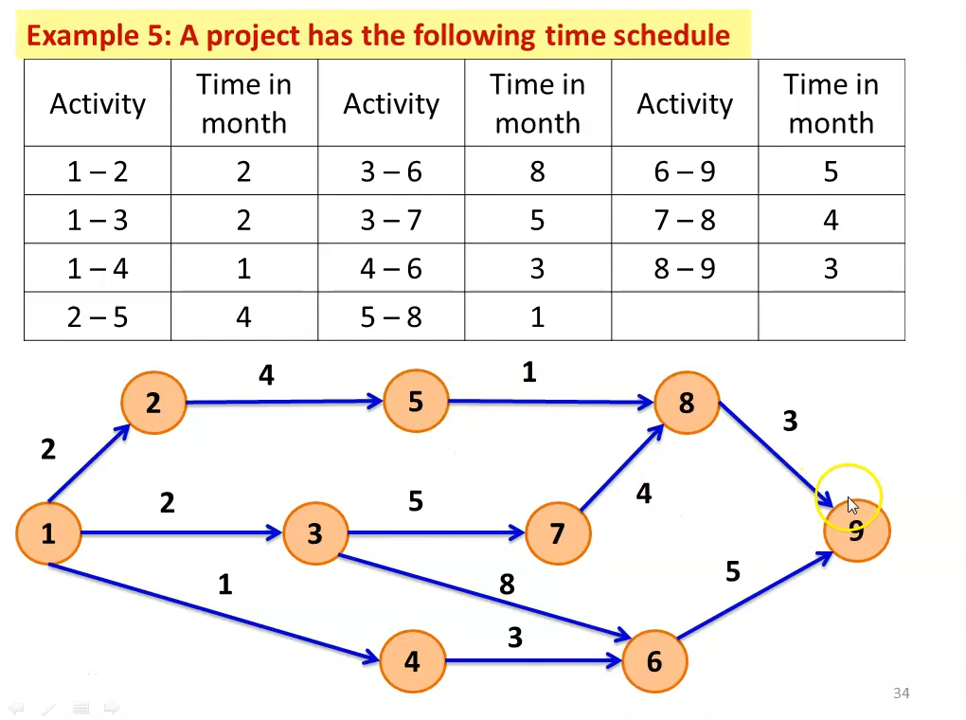 Example 5: A project has the following time schedule
Activity Time in month Activity Time in month Activity Time in month
1 – 2 2 3 – 6 8 6 – 9 5
1 – 3 2 3 – 7 5 7 – 8 4
1 – 4 1 4 – 6 3 8 – 9 3
2 – 5 4 5 – 8 1
4 1
2 5 8
2 3
2 5 4
1 3 7 9
1 8 5
3
4 6
34